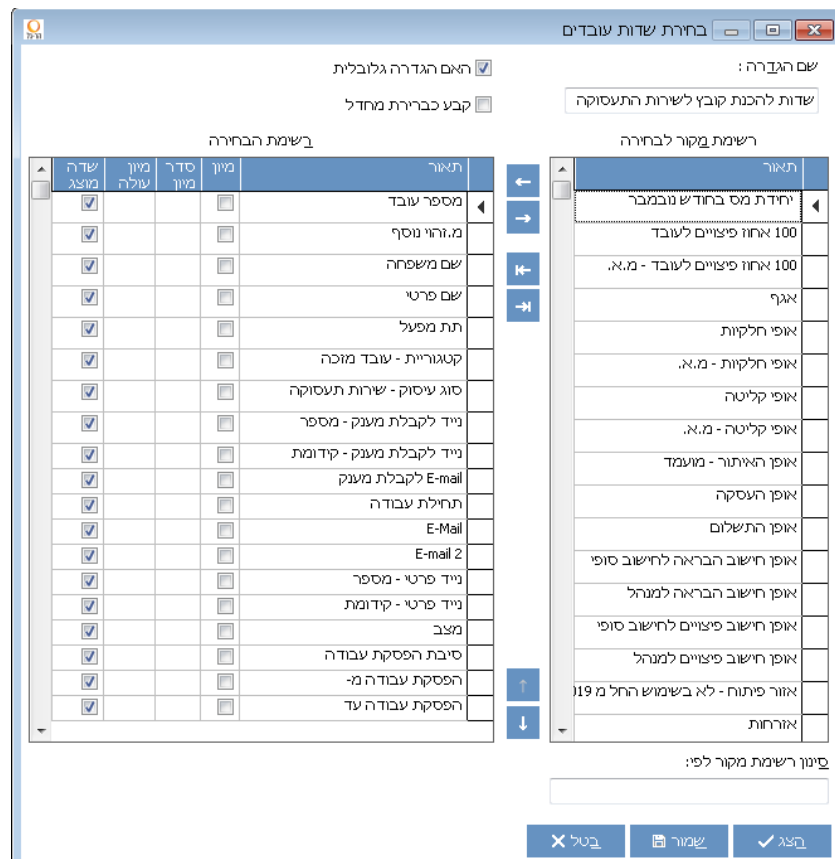 בחירת שדות עובדים
שם הגדרה :
האם הגדרה גלובלית
שדות להכנת קובץ לשירות התעסוקה
קבע כברירת מחדל
רשימת מקור לבחירה
רשימת הבחירה
תאור
יחידת מס בחודש נובמבר
100 אחוז פיצויים לעובד
100 אחוז פיצויים לעובד - מ.א.
אגף
אופי חלקיות
אופי חלקיות - מ.א.
אופי קליטה
אופי קליטה - מ.א.
אופן האיתור - מועמד
אופן העסקה
אופן התשלום
אופן חישוב הבראה לחישוב סופי
אופן חישוב הבראה למנהל
אופן חישוב פיצויים לחישוב סופי
אופן חישוב פיצויים למנהל
אזור פיתוח - לא בשימוש החל מ 019
אזרחות
תאור מיון סדר מיון מיון עולה שדה מוצג
מספר עובד
מ.זהוי נוסף
שם משפחה
שם פרטי
תת מפעל
קטגוריית - עובד מזכה
סוג עיסוק - שירות תעסוקה
נייד לקבלת מענק - מספר
נייד לקבלת מענק - קידומת
E-mail לקבלת מענק
תחילת עבודה
E-Mail
E-mail 2
נייד פרטי - מספר
נייד פרטי - קידומת
מצב
סיבת הפסקת עבודה
הפסקת עבודה מ-
הפסקת עבודה עד
סינון רשימת מקור לפי:
הצג
שמור
בטל